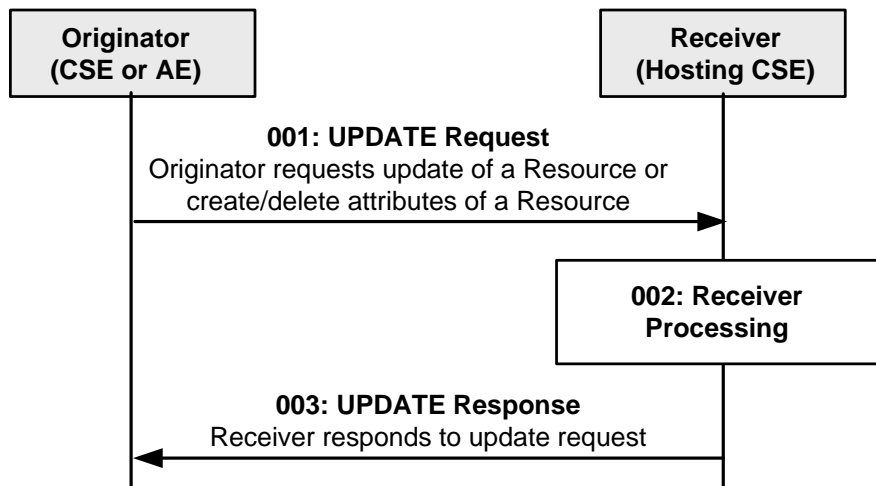 Originator
(CSE or AE)
Receiver
(Hosting CSE)
001: UPDATE Request
Originator requests update of a Resource or
create/delete attributes of a Resource
002: Receiver
Processing
003: UPDATE Response
Receiver responds to update request